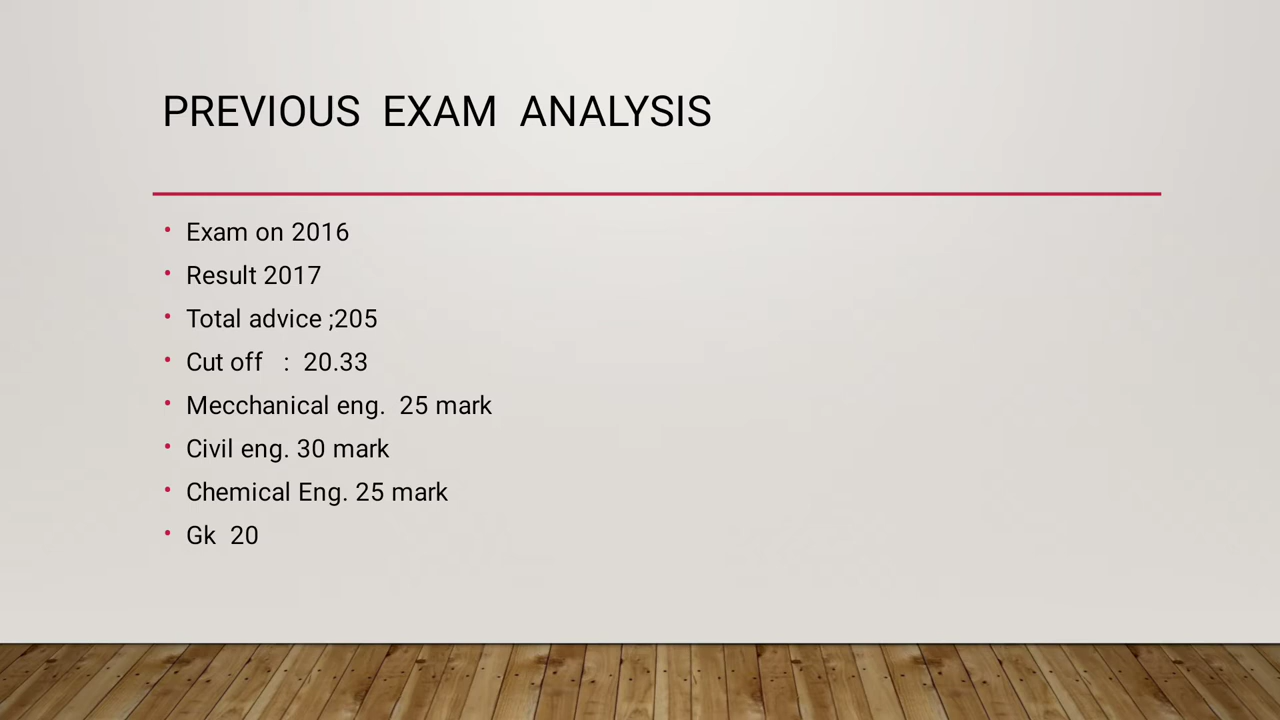 PREVIOUS EXAM ANALYSIS
• Exam on 2016
• Result 2017
• Total advice ;205
• Cut off : 20.33
• Mecchanical eng. 25 mark
• Civil eng. 30 mark
• Chemical Eng. 25 mark
• Gk 20